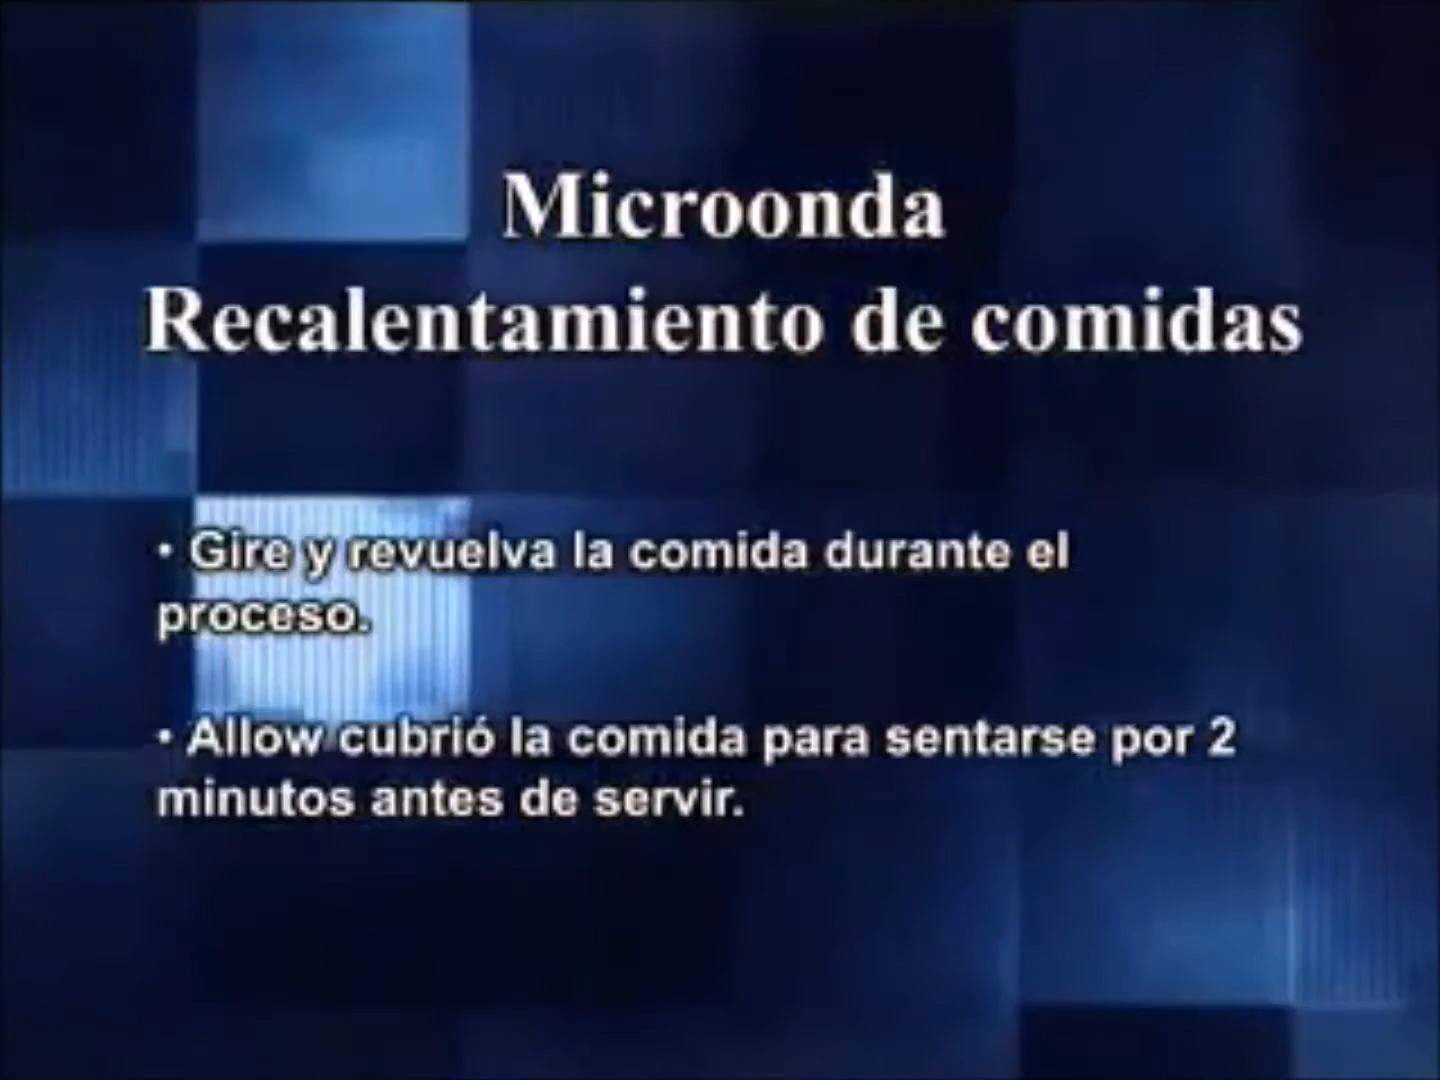 Microonda
Recalentamiento de comidas
• Gire y revuelva la comida durante el
proceso.
• Allow cubrió la comida para sentarse por 2
minutos antes de servir.